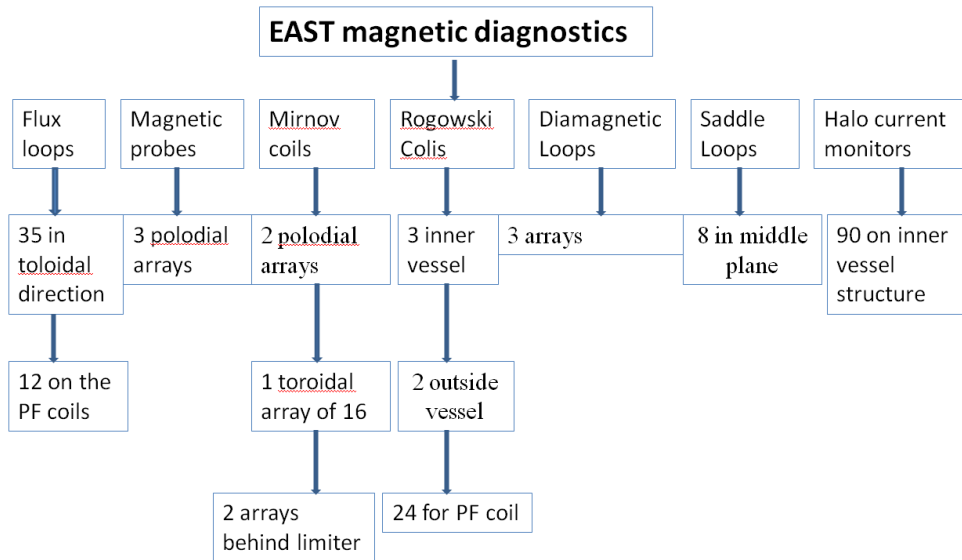 EAST magnetic diagnostics
Flux
loops
Magnetic
probes
Mirnov
coils
Rogowski
Colis
Diamagnetic
Loops
Saddle
Loops
Halo current
monitors
35 in
toloidal
direction
3 polodial
arrays
2 polodial
arrays
3 inner
vessel
3 arrays
8 in middle
plane
90 on inner
vessel
structure
12 on the
PF coils
1 toroidal
array of 16
2 outside
vessel
2 arrays
behind limiter
24 for PF coil